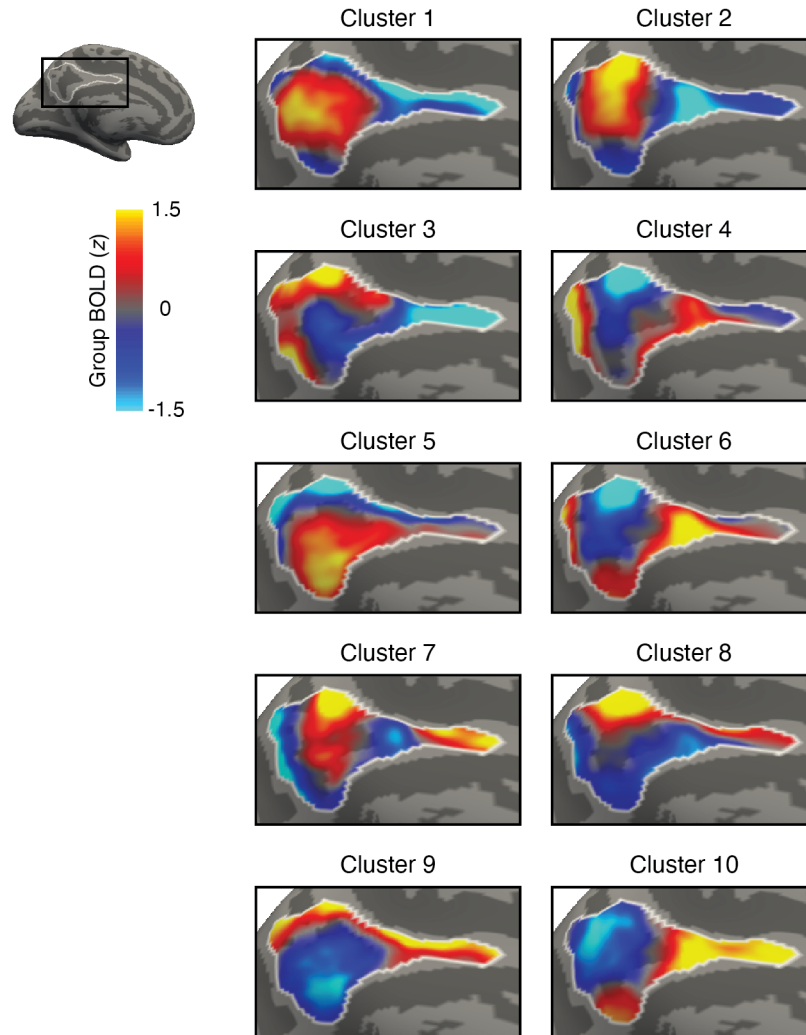 Cluster 1
Cluster 2
1.5
Group BOLD (z)
0
-1.5
Cluster 3
Cluster 4
Cluster 5
Cluster 6
Cluster 7
Cluster 8
Cluster 9
Cluster 10